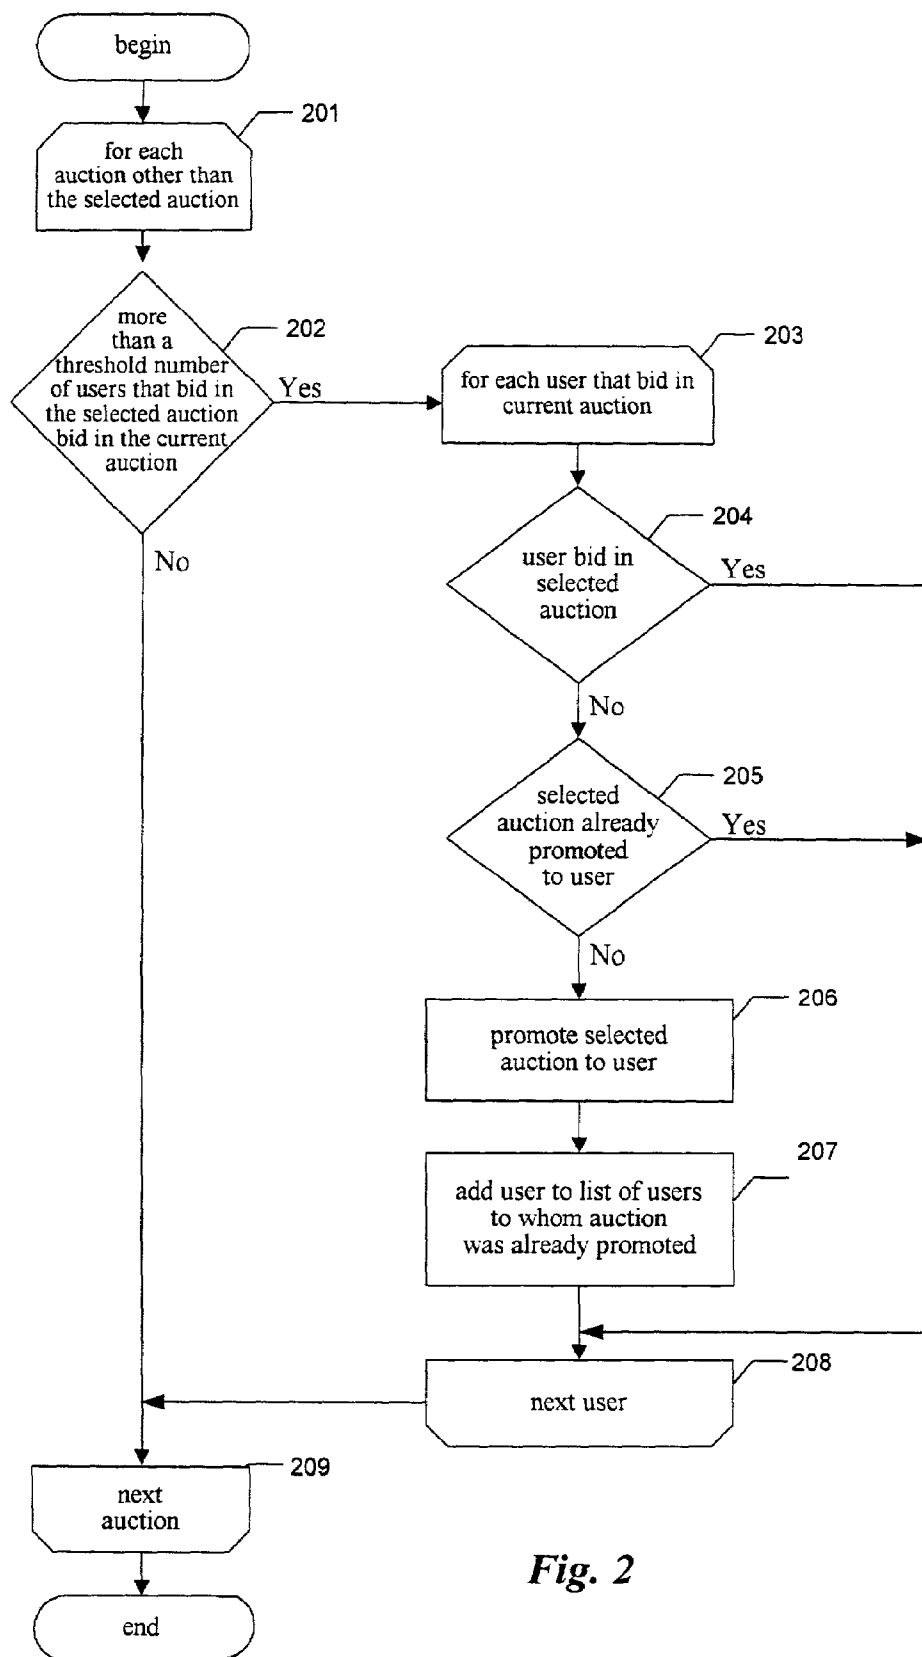 begin
201
for each
auction other than
the selected auction
202
more
than a
threshold number
of users that bid in
the selected auction
bid in the current
auction
Yes
No
203
for each user that bid in
current auction
204
user bid in
selected
auction
Yes
No
205
selected
auction already
promoted
to user
Yes
No
206
promote selected
auction to user
207
add user to list of users
to whom auction
was already promoted
208
next user
209
next
auction
end
Fig. 2